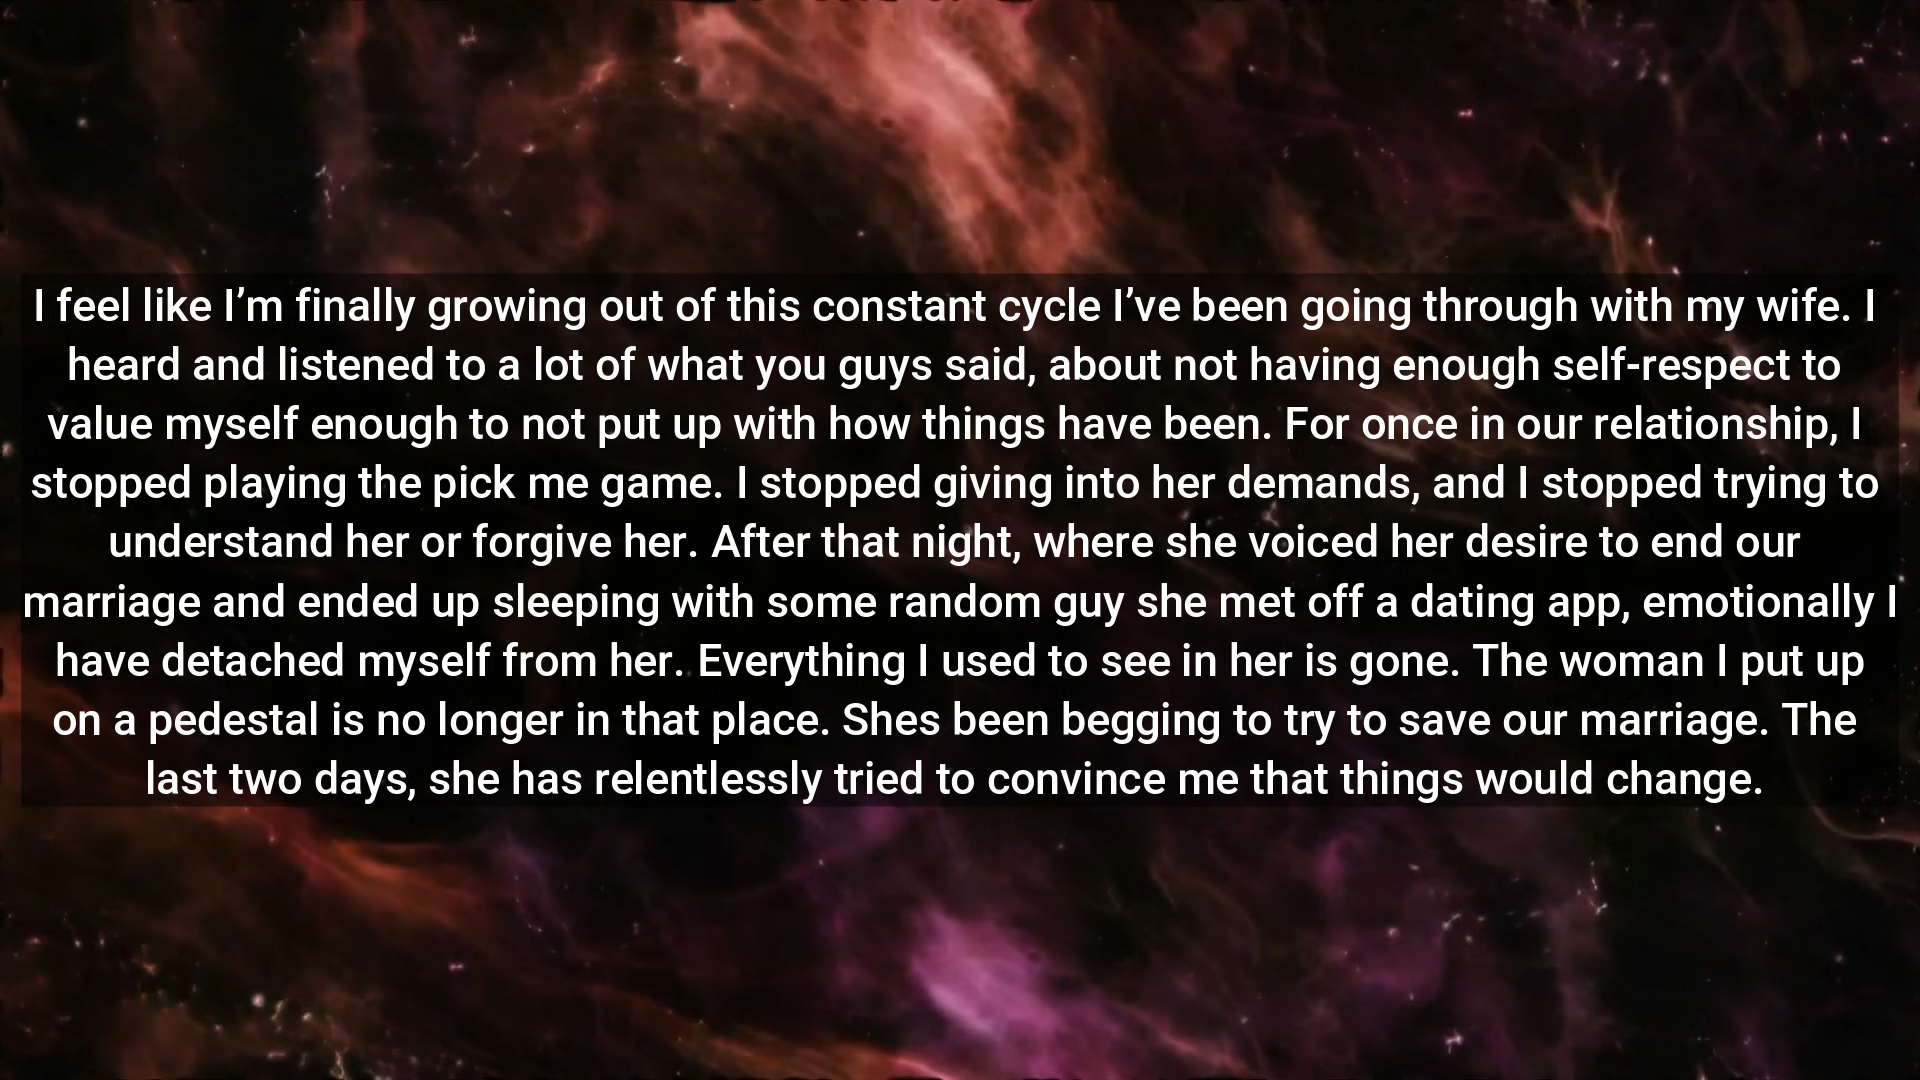 I feel like I’m finally growing out of this constant cycle I’ve been going through with my wife. I
heard and listened to a lot of what you guys said, about not having enough self-respect to
value myself enough to not put up with how things have been. For once in our relationship, I
stopped playing the pick me game. I stopped giving into her demands, and I stopped trying to
understand her or forgive her. After that night, where she voiced her desire to end our
marriage and ended up sleeping with some random guy she met off a dating app, emotionally I
have detached myself from her. Everything I used to see in her is gone. The woman I put up
on a pedestal is no longer in that place. Shes been begging to try to save our marriage. The
last two days, she has relentlessly tried to convince me that things would change.